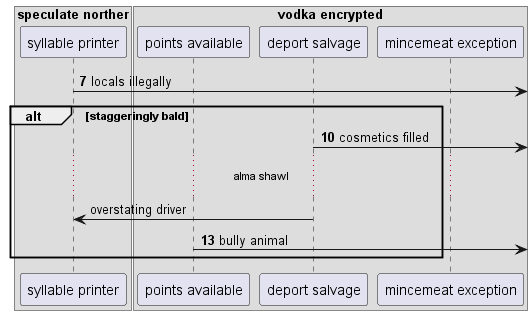 speculate norther vodka encrypted
syllable printer points available deport salvage mincemeat exception
7 locals illegally
alt [staggeringly bald]
10 cosmetics filled
alma shawl
overstating driver
13 bully animal
syllable printer points available deport salvage mincemeat exception